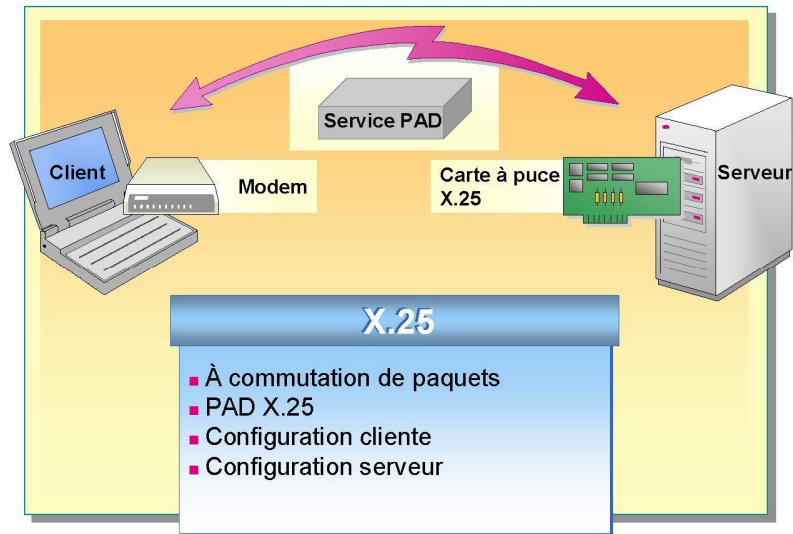 Service PAD
Client
Modem
Carte à puce
X.25
Serveur
X.25
À commutation de paquets
PAD X.25
Configuration cliente
Configuration serveur